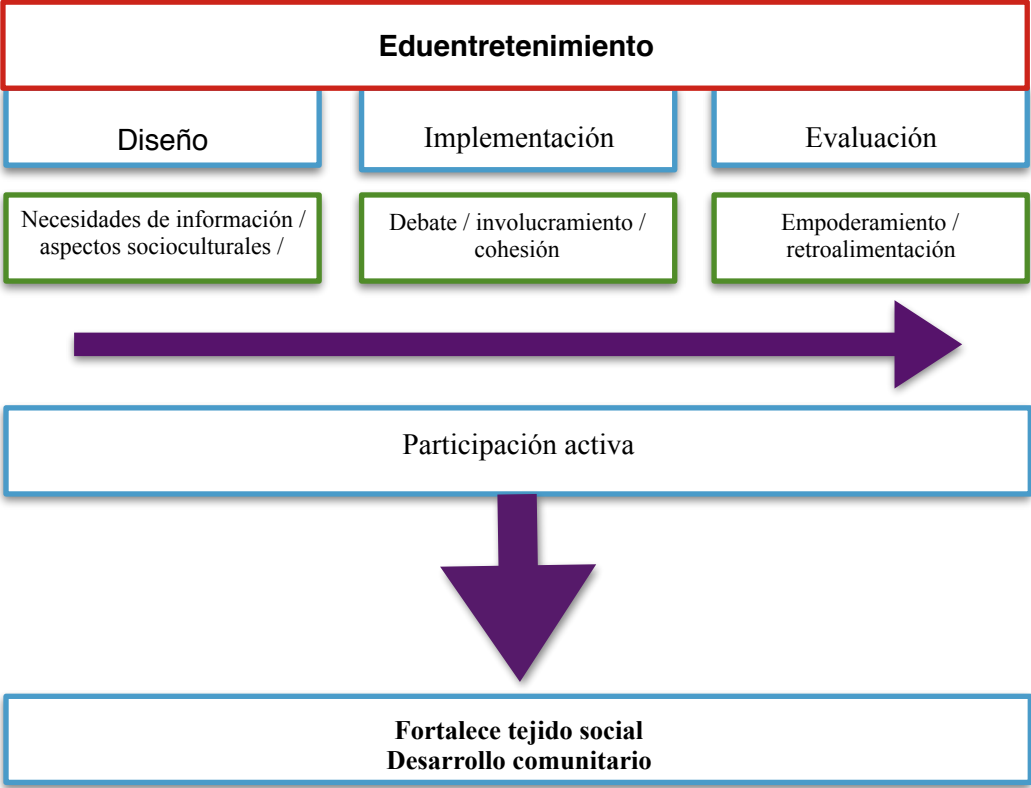 Eduentretenimiento
Diseño
Implementación
Evaluación
Necesidades de información /
aspectos socioculturales /
Debate / involucramiento /
cohesión
Empoderamiento /
retroalimentación
Participación activa
Fortalece tejido social
Desarrollo comunitario